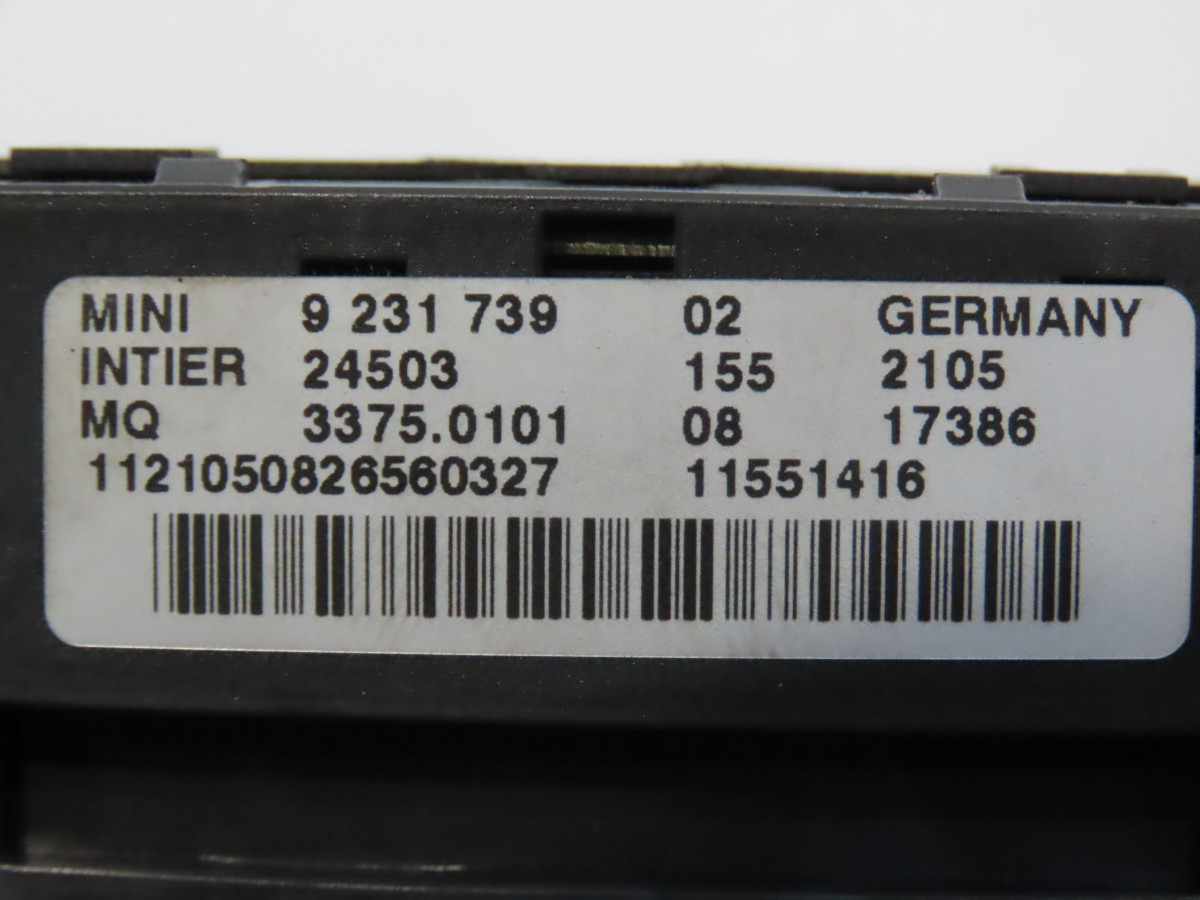 MINI 9 231 739 02 GERMANY
INTIER 24503 155 2105
MQ 3375.0101 08 17386
1121050826560327 11551416